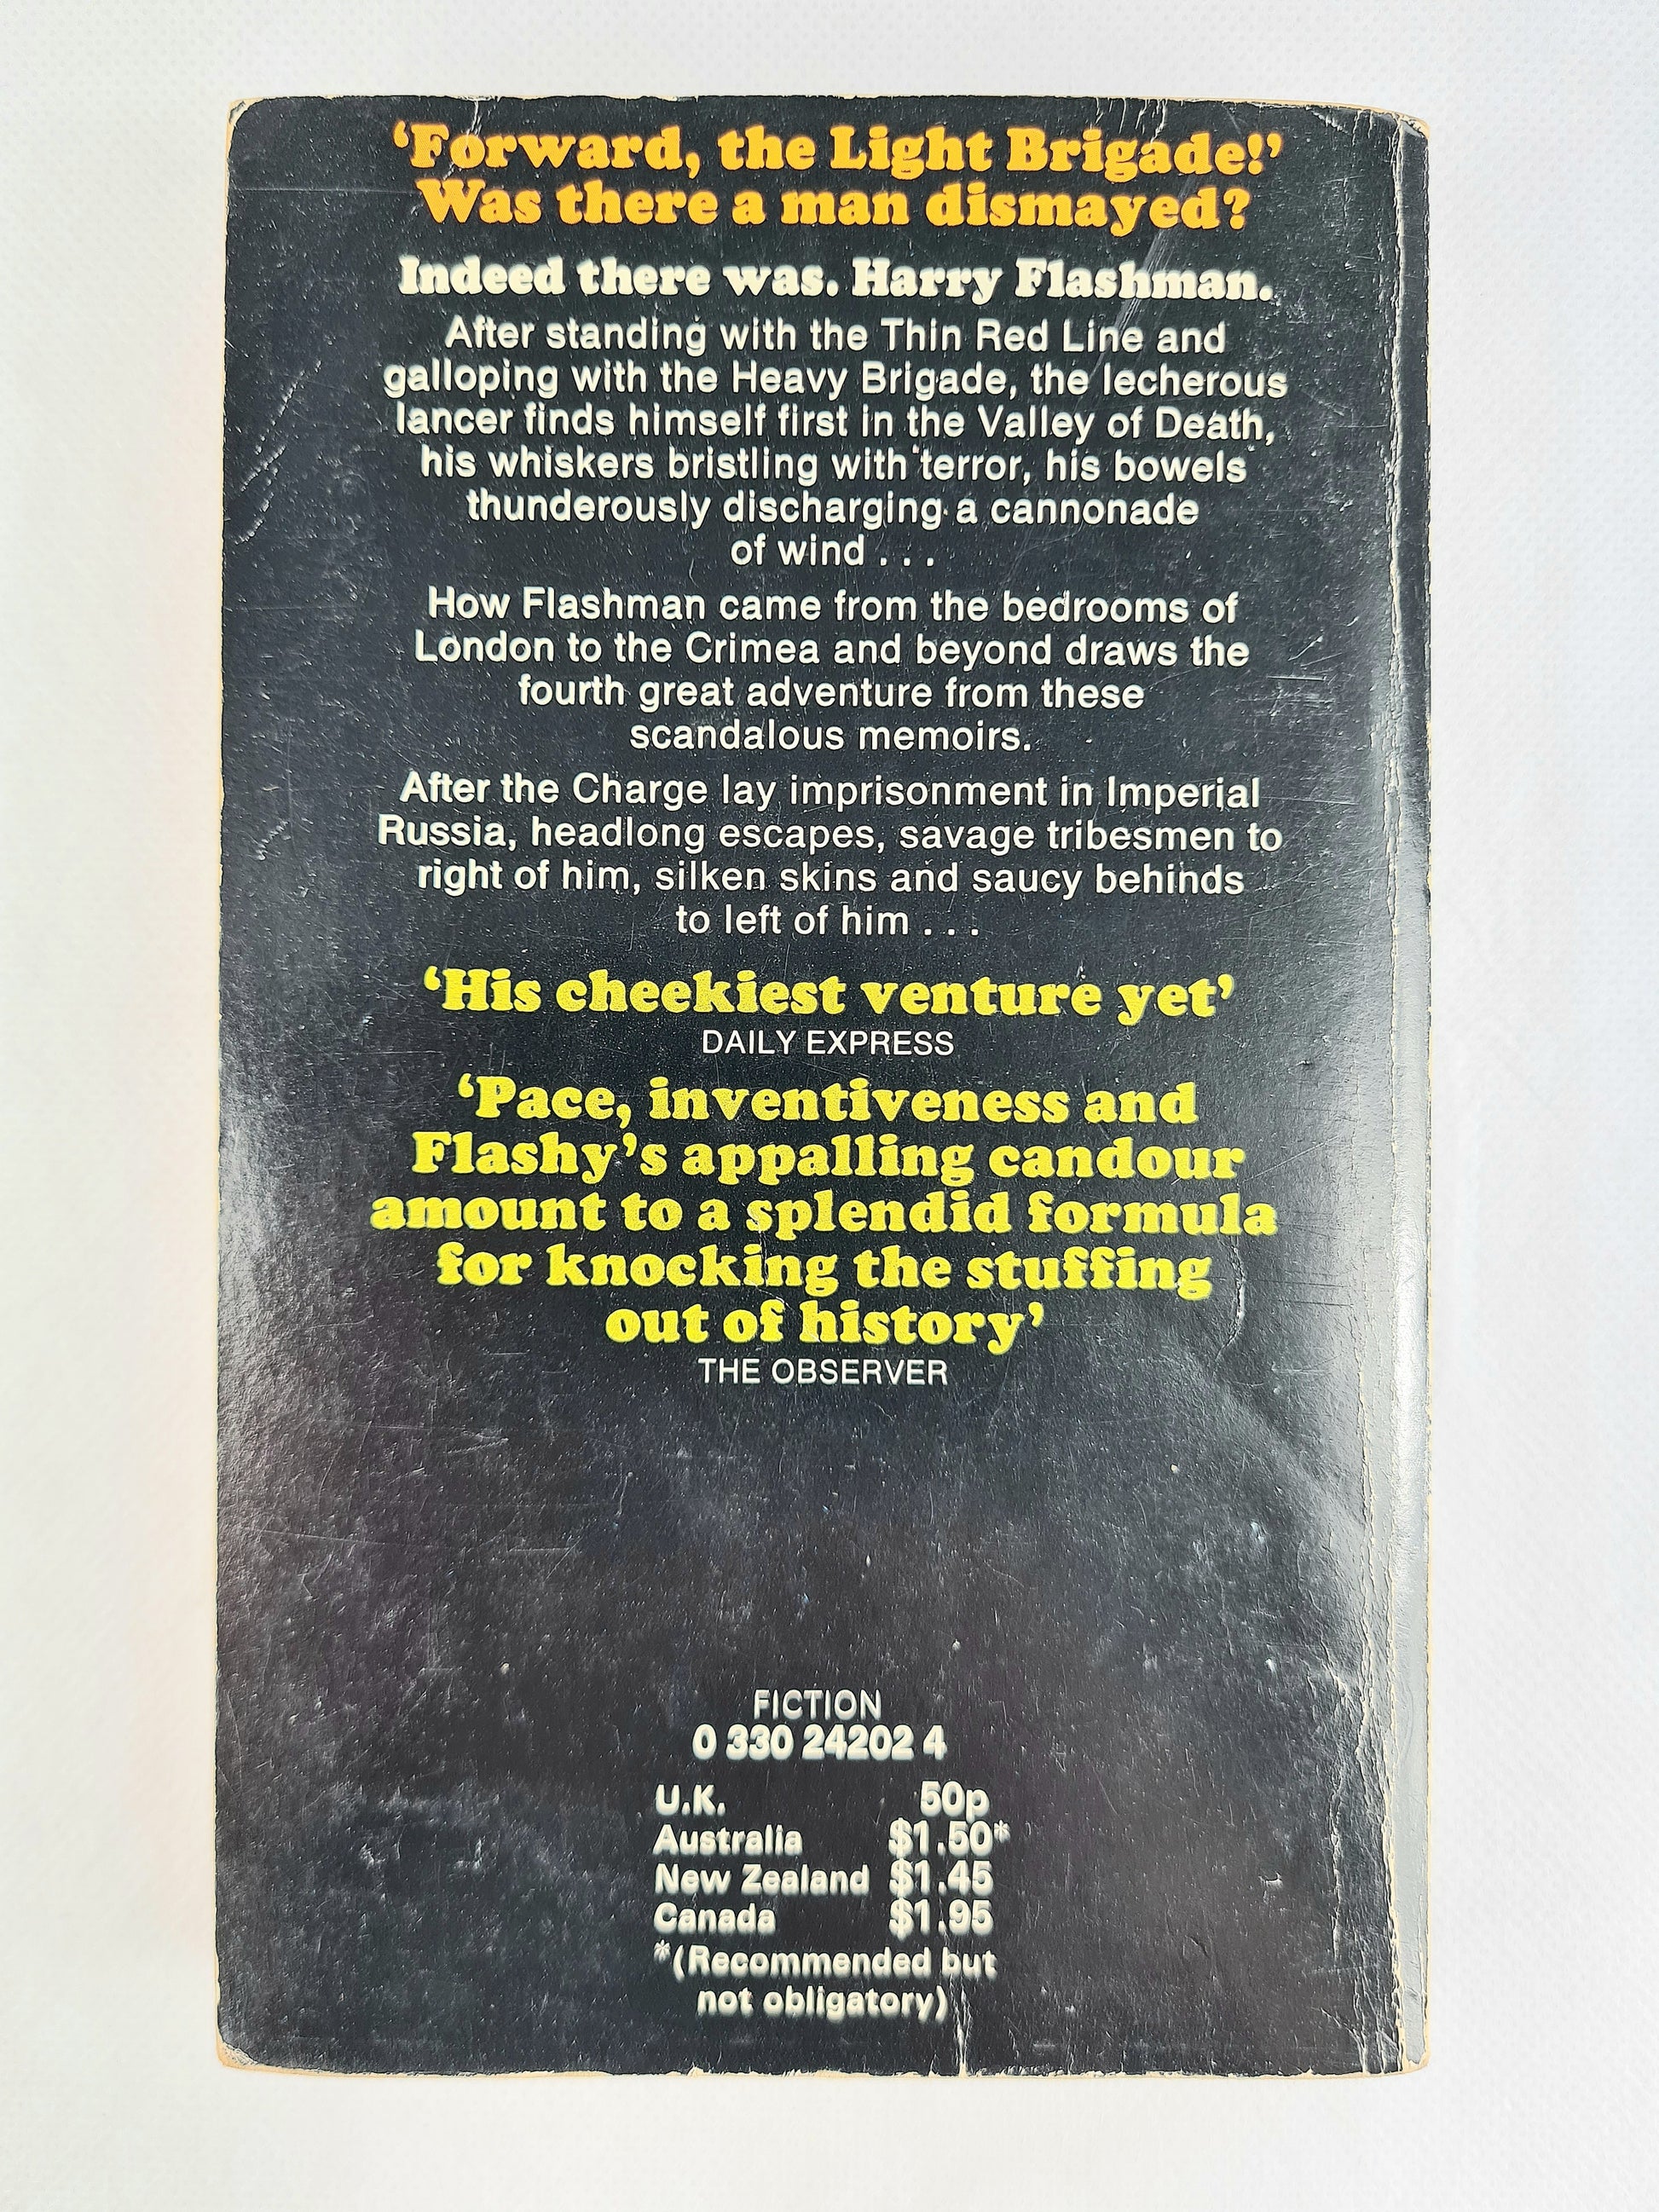 ‘Forward, the Light Brigade!’
Was there a man dismayed?
Indeed there was. Harry Flashman.
After standing with the Thin Red Line and
galloping with the Heavy Brigade, the lecherous
lancer finds himself first in the Valley of Death,
his whiskers bristling with terror, his bowels
thunderously discharging a cannonade
of wind . . .
How Flashman came from the bedrooms of
London to the Crimea and beyond draws the
fourth great adventure from these
scandalous memoirs.
After the Charge lay imprisonment in Imperial
Russia, headlong escapes, savage tribesmen to
right of him, silken skins and saucy behinds
to left of him . . .
‘His cheekiest venture yet’
DAILY EXPRESS
‘Pace, inventiveness and
Flashy’s appalling candour
amount to a splendid formula
for knocking the stuffing
out of history’
THE OBSERVER
FICTION
0 330 24202 4
U.K. 50p
Australia $1.50*
New Zealand $1.45
Canada $1.95
*(Recommended but
not obligatory)